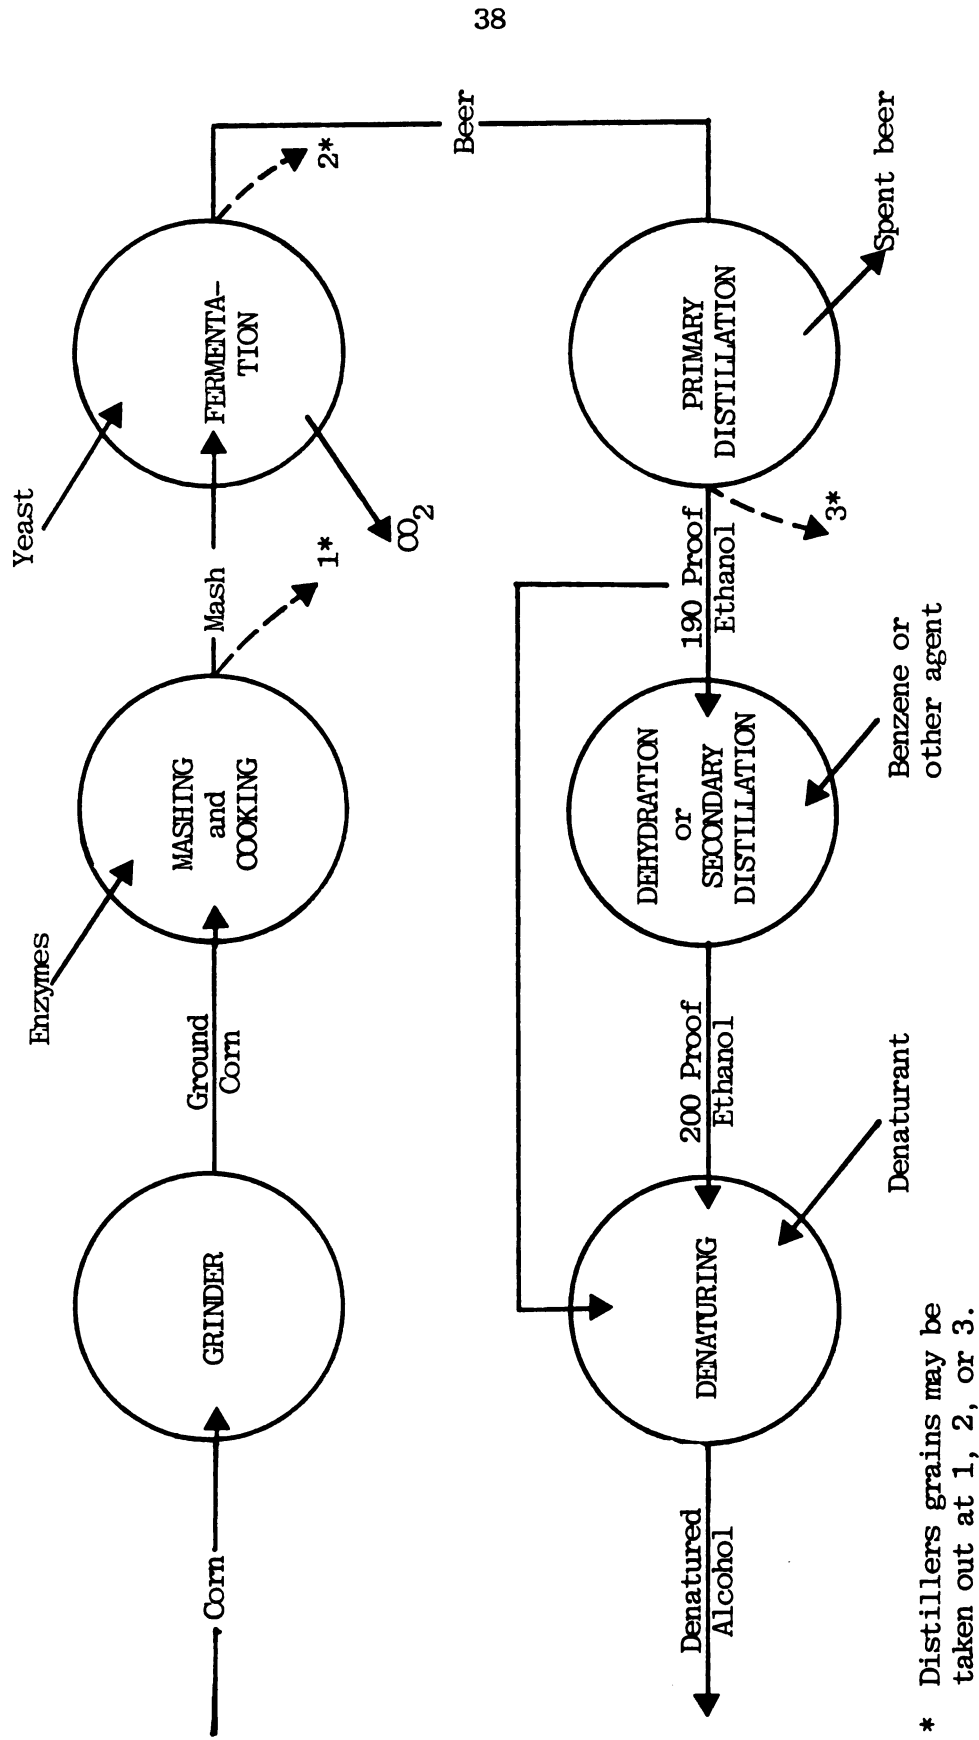 38
Corn
GRINDER
Ground
Corn
Enzymes
MASHING
and
COOKING
Mash
1*
Yeast
FERMENTA-
TION
CO2
2*
Beer
PRIMARY
DISTILLATION
Spent beer
3*
190 Proof
Ethanol
DEHYDRATION
or
SECONDARY
DISTILLATION
Benzene or
other agent
200 Proof
Ethanol
DENATURING
Denaturant
Denatured
Alcohol
* Distillers grains may be
taken out at 1, 2, or 3.